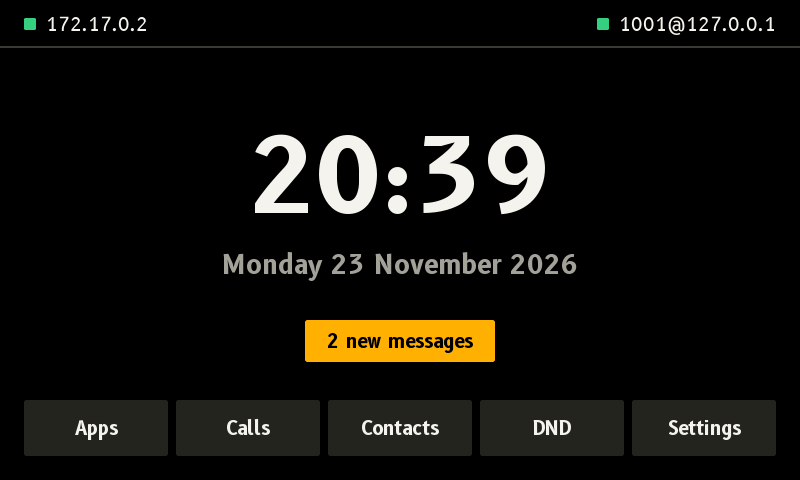 172.17.0.2 1001@127.0.0.1
20:39
Monday 23 November 2026
2 new messages
Apps Calls Contacts DND Settings